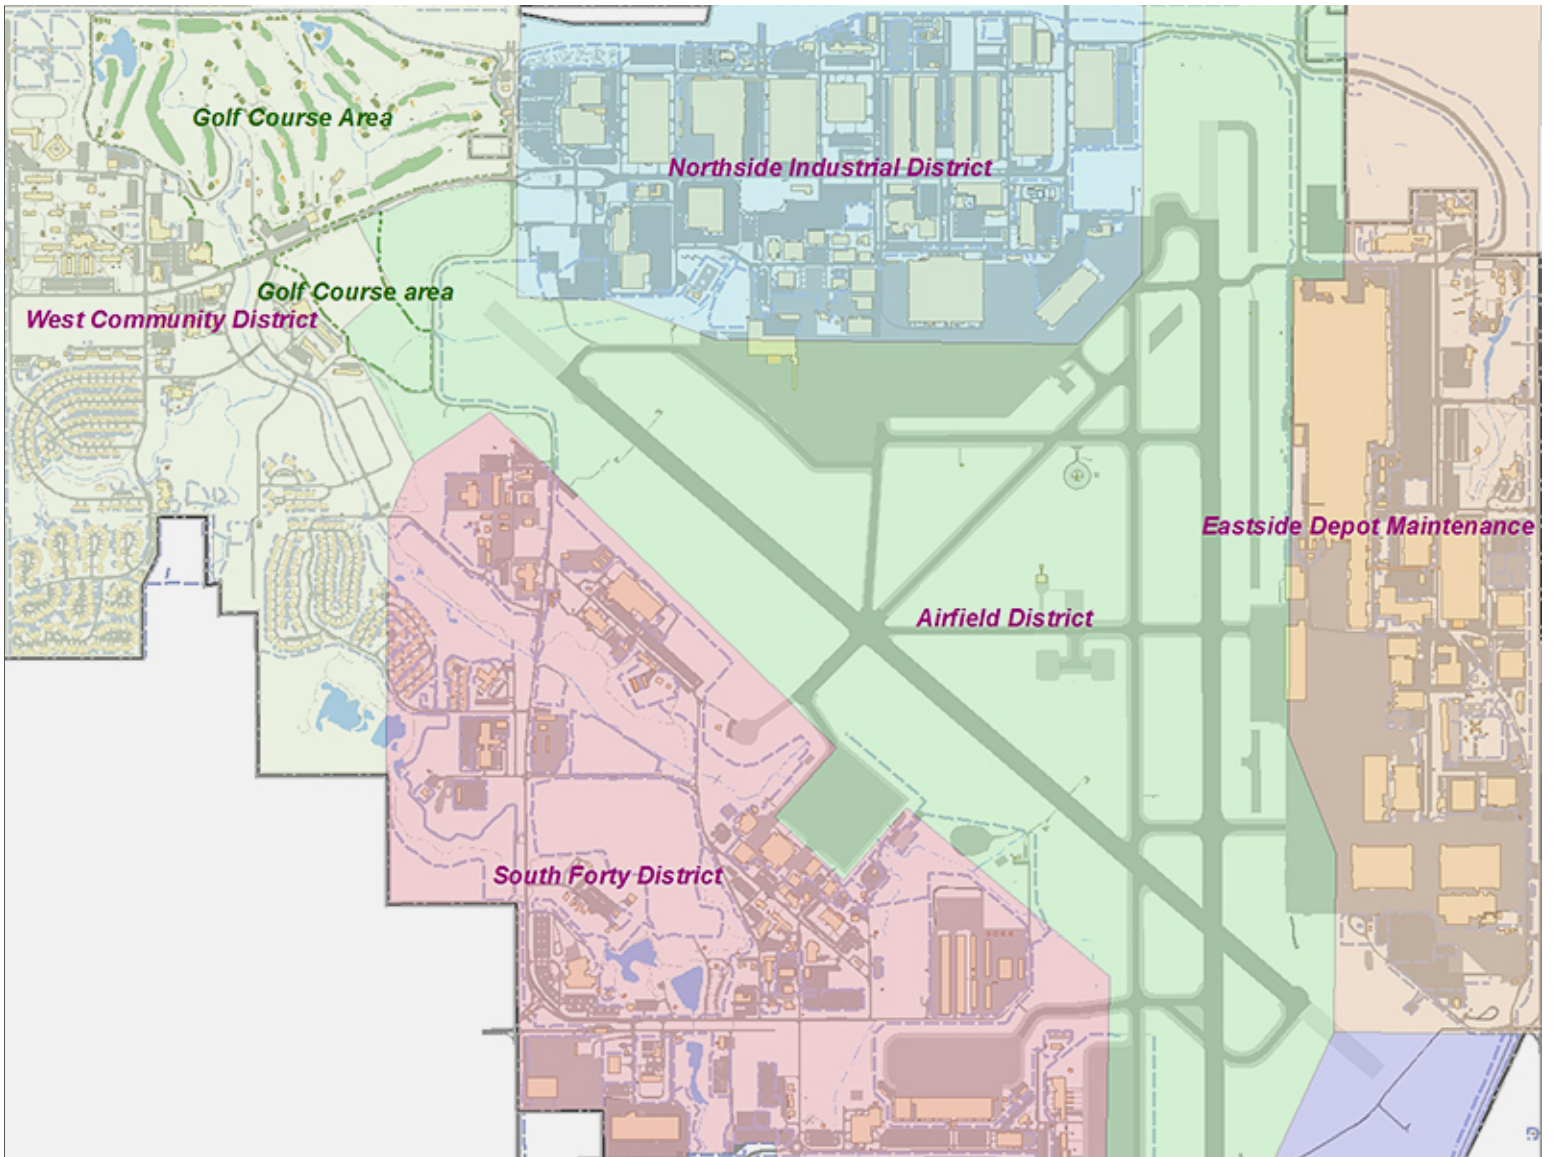 Golf Course Area
Northside Industrial District
Golf Course area
West Community District
Eastside Depot Maintenance
Airfield District
South Forty District